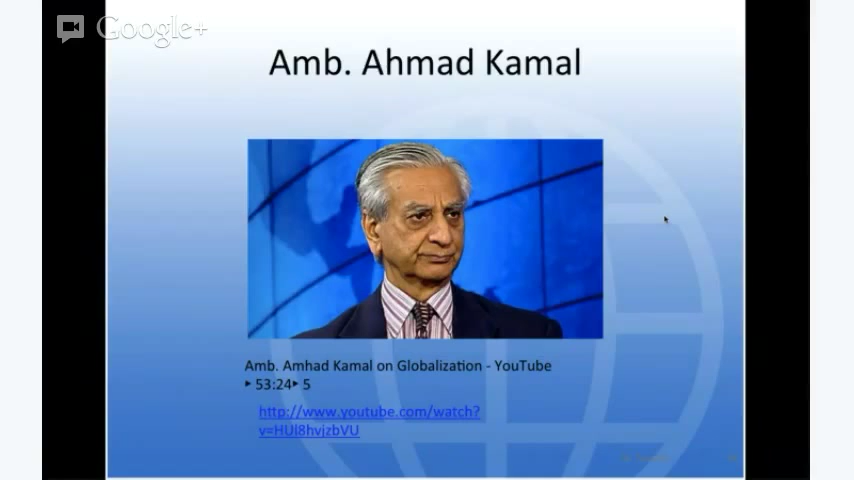 Google+
Amb. Ahmad Kamal
Amb. Amhad Kamal on Globalization - YouTube
▶ 53:24▶ 5
http://www.youtube.com/watch?
v=HUl8hvjzbVU